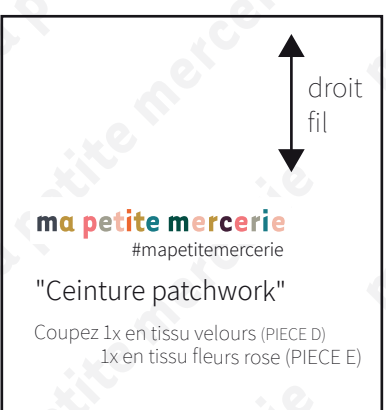 droit
fil
ma petite mercerie
#mapetitemercerie
"Ceinture patchwork"
Coupez 1x en tissu velours (PIECE D)
1x en tissu fleurs rose (PIECE E)